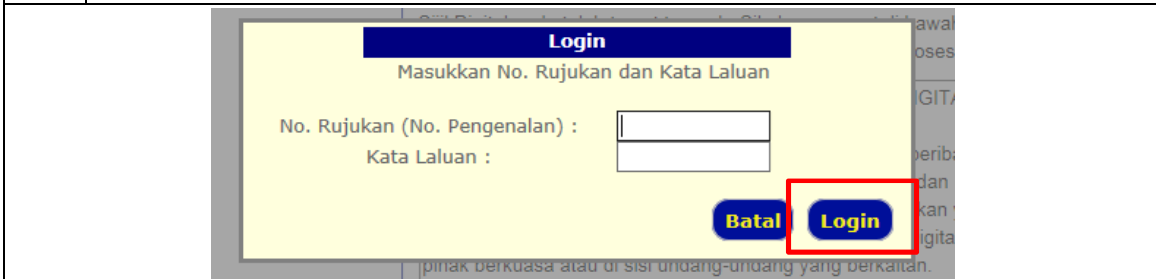 Login
Masukkan No. Rujukan dan Kata Laluan
No. Rujukan (No. Pengenalan) :
Kata Laluan :
Batal
Login
dan
pihak berkuasa atau di sisi undang-undang yang berkaitan.